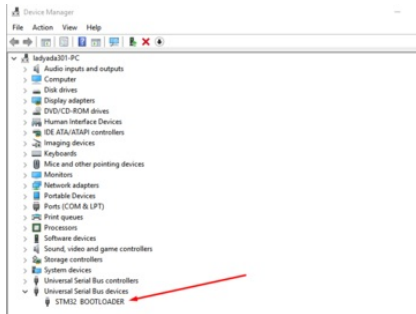 Device Manager
File Action View Help
ladyada301-PC
Audio inputs and outputs
Computer
Disk drives
Display adapters
DVD/CD-ROM drives
Human Interface Devices
IDE ATA/ATAPI controllers
Imaging devices
Keyboards
Mice and other pointing devices
Monitors
Network adapters
Portable Devices
Ports (COM & LPT)
Print queues
Processors
Software devices
Sound, video and game controllers
Storage controllers
System devices
Universal Serial Bus controllers
Universal Serial Bus devices
STM32 BOOTLOADER